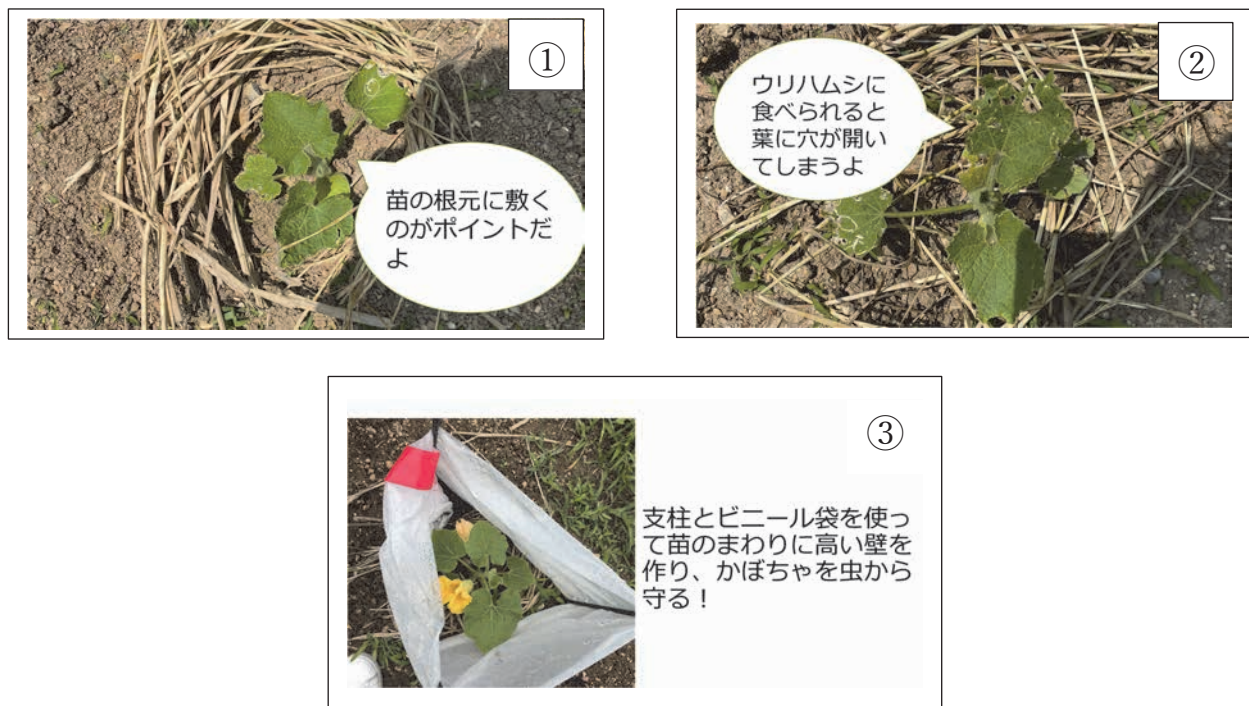 ①
苗の根元に敷く
のがポイントだ
よ
②
ウリハムシに
食べられると
葉に穴が開い
てしまうよ
③
支柱とビニール袋を使っ
て苗のまわりに高い壁を
作り、かぼちゃを虫から
守る！